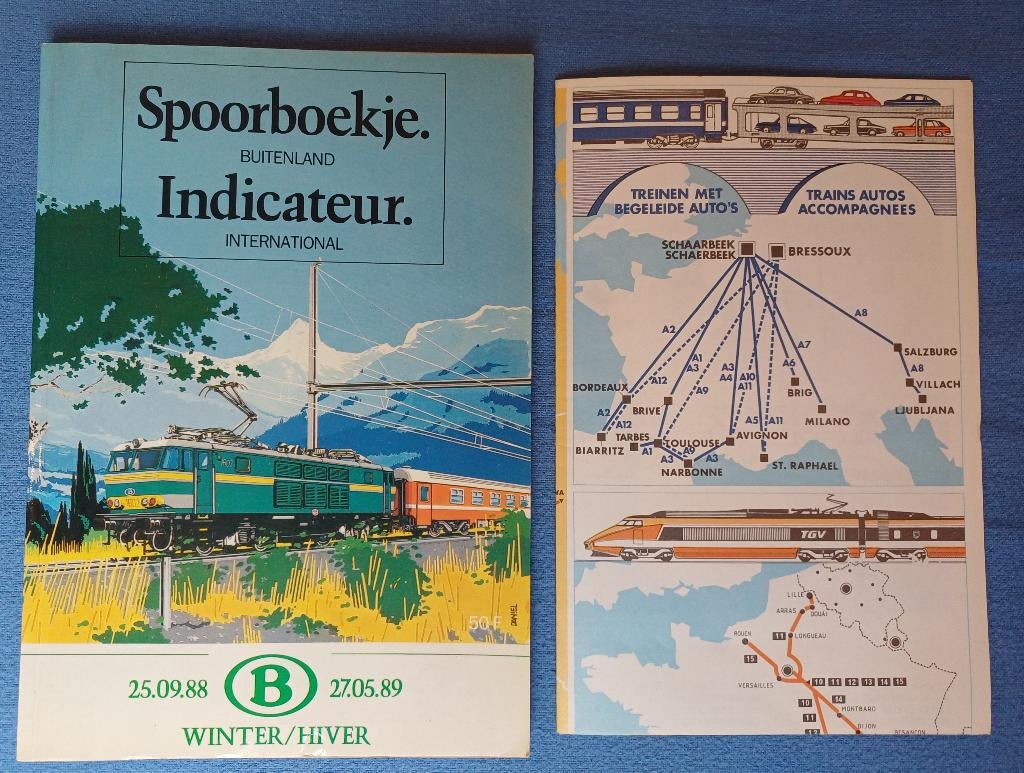 Spoorboekje.
BUITENLAND
Indicateur.
INTERNATIONAL
50 F
DANIEL
25.09.88 B 27.05.89
WINTER/HIVER
TREINEN MET
BEGELEIDE AUTO'S
TRAINS AUTOS
ACCOMPAGNEES
SCHAARBEEK
SCHAERBEEK
BRESSOUX
A2
A8
A7
A1
A3
A3
A4
A10
A11
A6
A12
A9
SALZBURG
A8
VILLACH
LJUBLJANA
BORDEAUX
BRIG
BRIVE
MILANO
A2
A12
A5
A11
BIARRITZ
TARBES
TOULOUSE
AVIGNON
A1
A3
A9
A3
NARBONNE
ST. RAPHAEL
TGV
LILLE
ARRAS
DOUAI
ROUEN
11
LONGUEAU
15
VERSAILLES
10 11 12 13 14 15
10
14
11
MONTBARD
DIJON
12
BESANCON